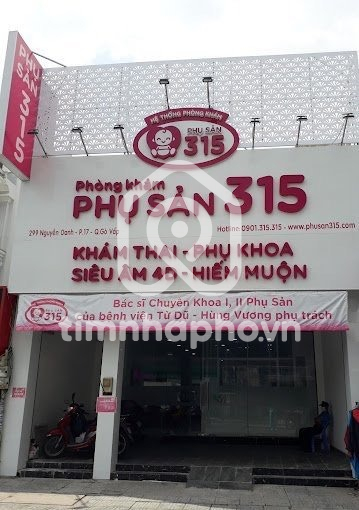 HỆ THỐNG PHÒNG KHÁM
PHỤ SẢN
315
PHỤ SẢN 315
Phòng khám
PHỤ SẢN 315
299 Nguyễn Oanh - P.17 - Q.Gò Vấp
Hotline: 0901.315.315 - www.phusan315.com
KHÁM THAI - PHỤ KHOA
SIÊU ÂM 4D - HIẾM MUỘN
315
Bác sĩ Chuyên Khoa I, II Phụ Sản
của bệnh viện Từ Dũ - Hùng Vương phụ trách
timnhapho.vn